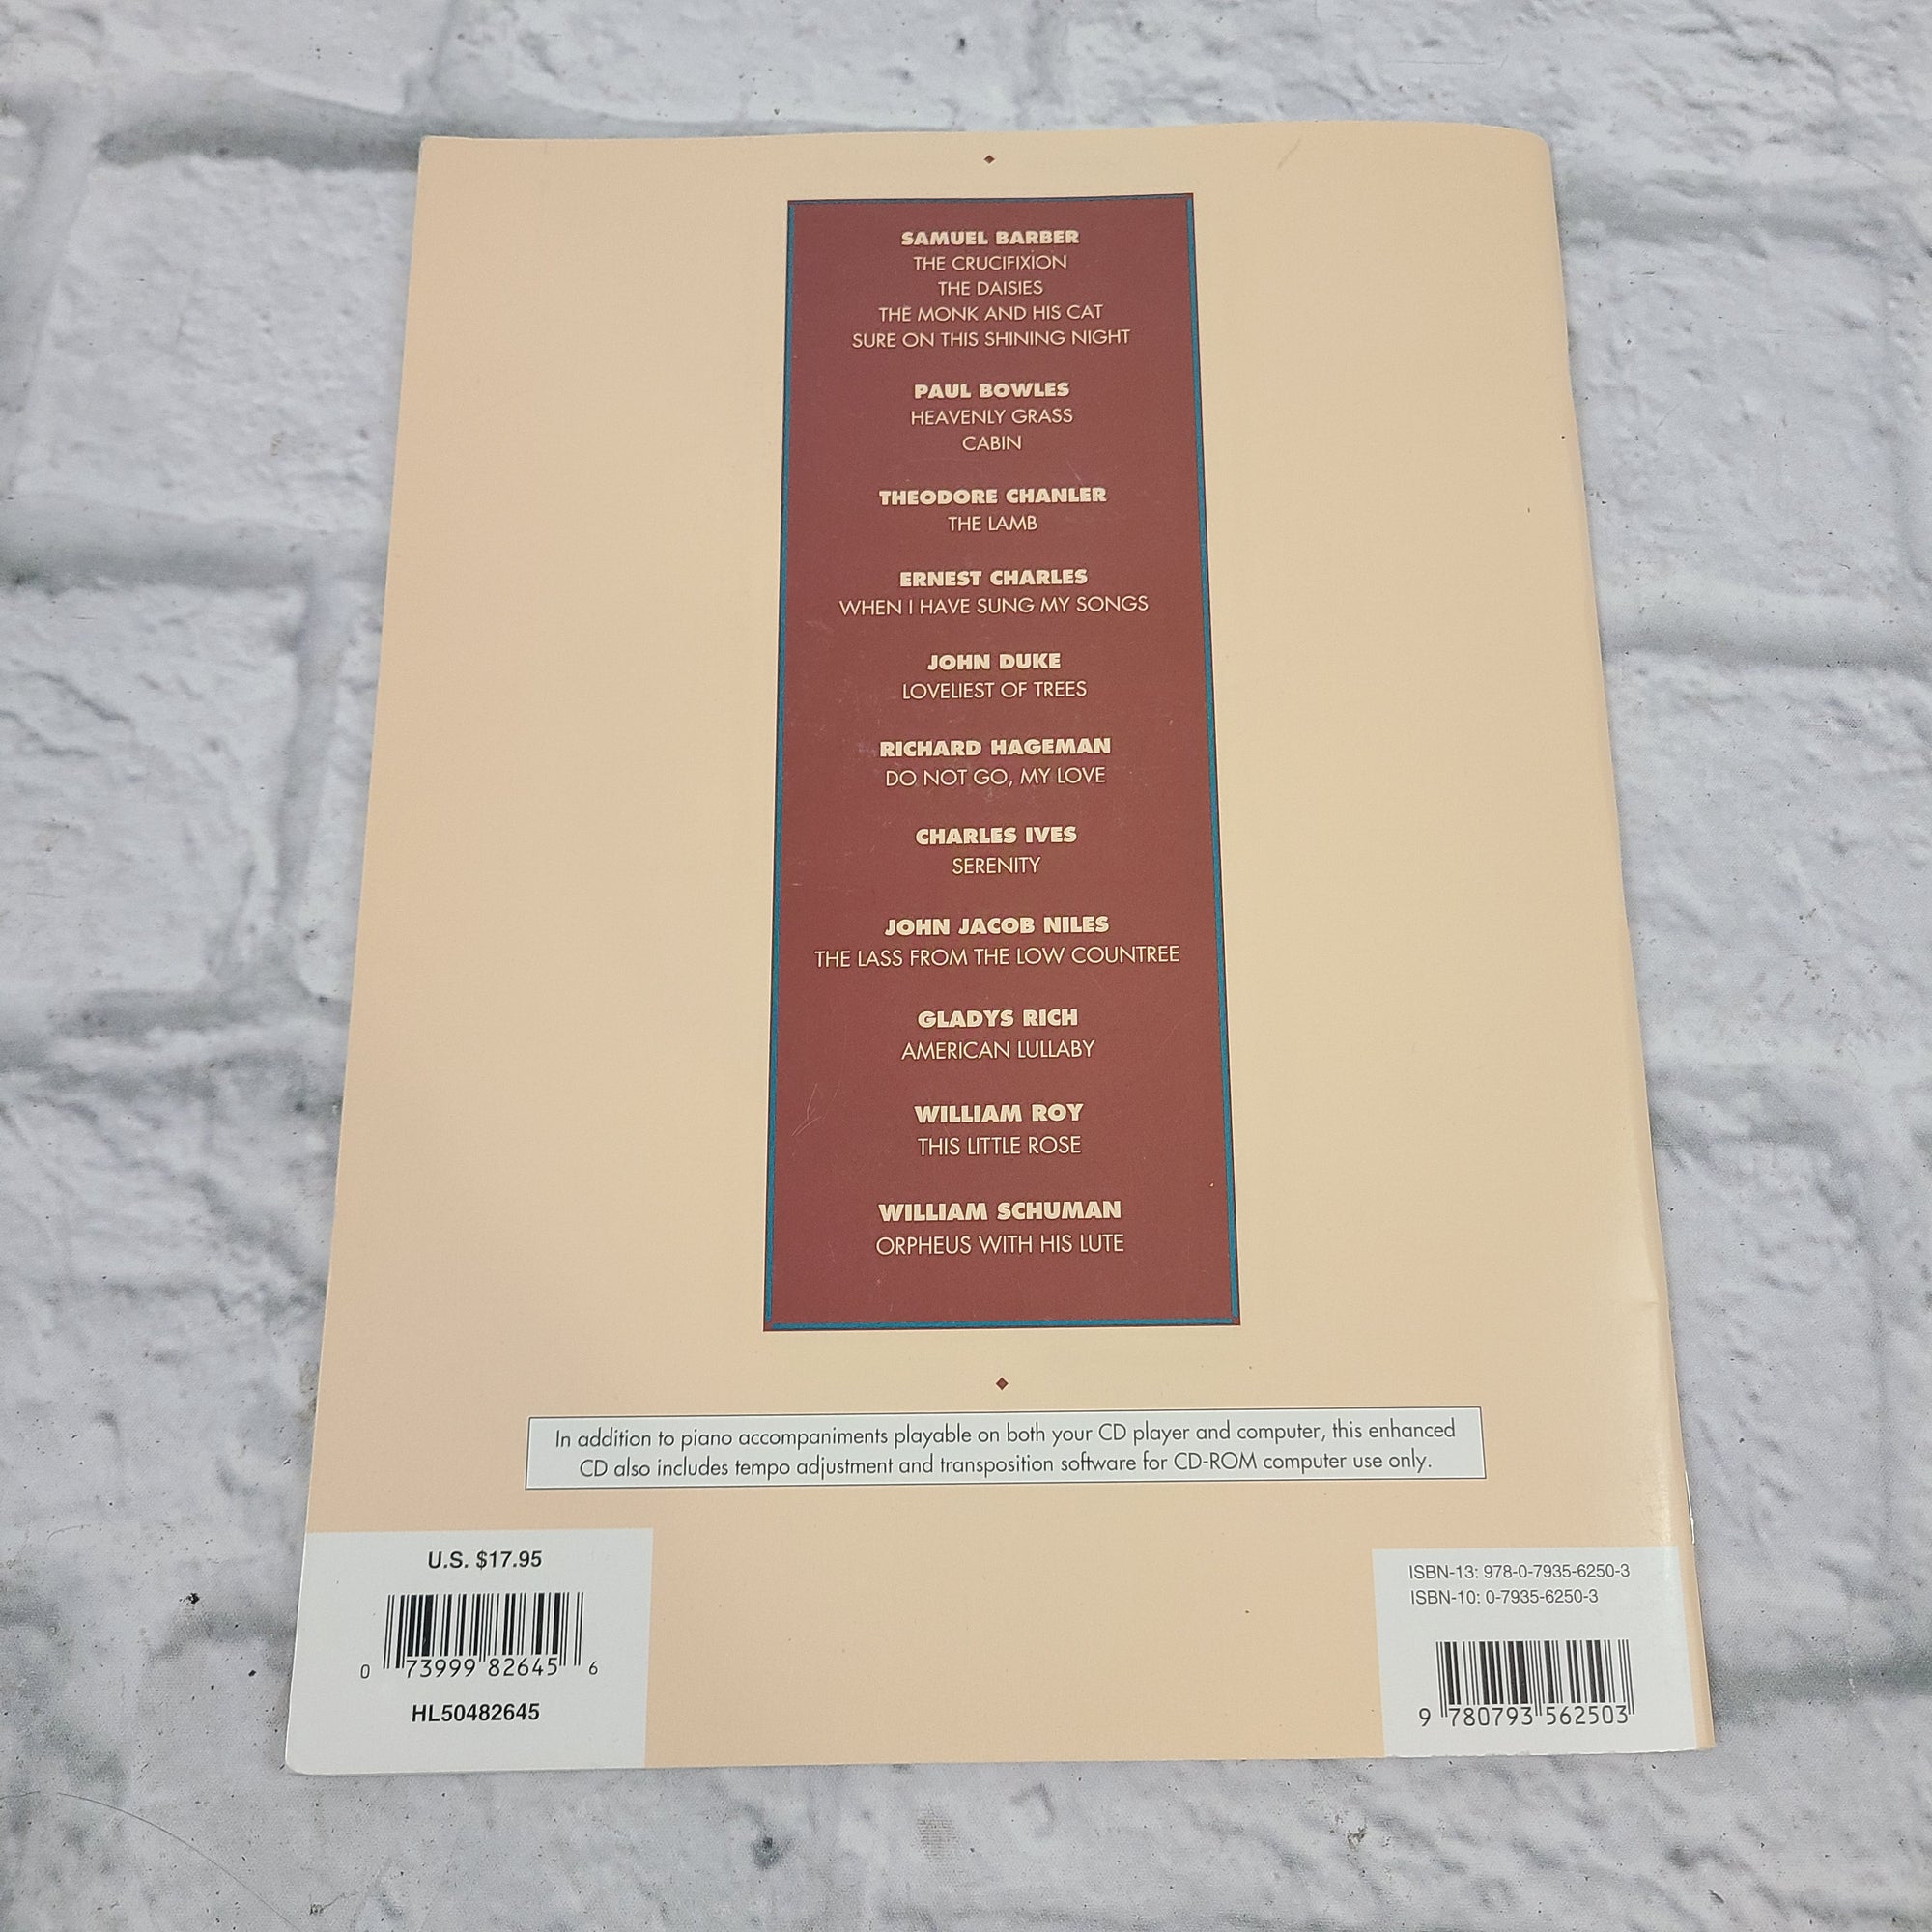 SAMUEL BARBER
THE CRUCIFIXION
THE DAISIES
THE MONK AND HIS CAT
SURE ON THIS SHINING NIGHT
PAUL BOWLES
HEAVENLY GRASS
CABIN
THEODORE CHANLER
THE LAMB
ERNEST CHARLES
WHEN I HAVE SUNG MY SONGS
JOHN DUKE
LOVELIEST OF TREES
RICHARD HAGEMAN
DO NOT GO, MY LOVE
CHARLES IVES
SERENITY
JOHN JACOB NILES
THE LASS FROM THE LOW COUNTREE
GLADYS RICH
AMERICAN LULLABY
WILLIAM ROY
THIS LITTLE ROSE
WILLIAM SCHUMAN
ORPHEUS WITH HIS LUTE
In addition to piano accompaniments playable on both your CD player and computer, this enhanced
CD also includes tempo adjustment and transposition software for CD-ROM computer use only.
U.S. $17.95
0 73999 82645 6
HL50482645
ISBN-13: 978-0-7935-6250-3
ISBN-10: 0-7935-6250-3
9 780793 562503